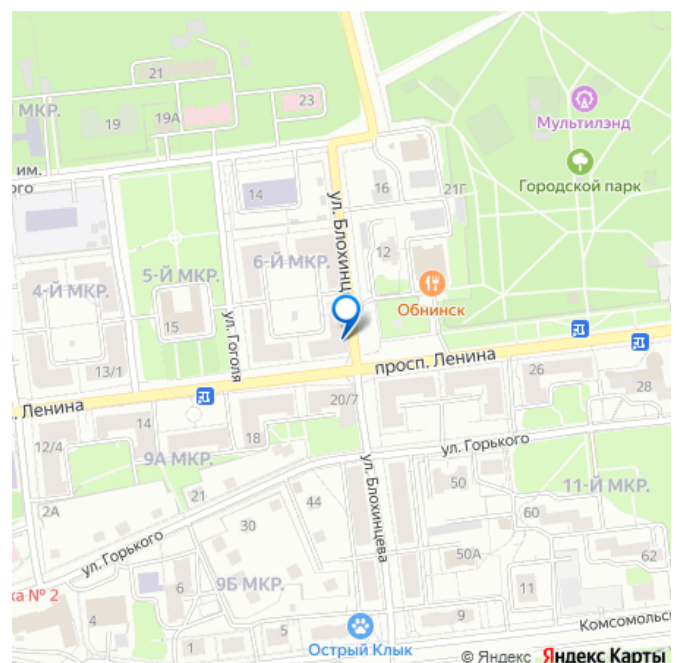 21
23
МКР.
19
19А
Мультилэнд
им.
ого
14
ул. Блохинц
16
21Г
Городской парк
12
6-Й МКР.
5-Й МКР.
4-Й МКР.
Обнинск
15
ул. Гоголя
13/1
просп. Ленина
26
28
. Ленина
20/7
14
12/4
18
9А МКР.
ул. Горького
ул. Блохинцева
21
44
50
11-Й МКР.
2А
30
60
ул. Горького
50А
62
9Б МКР.
6
11
ка № 2
9
Комсомольс
1
5
Острый Клык
© Яндекс Яндекс Карты